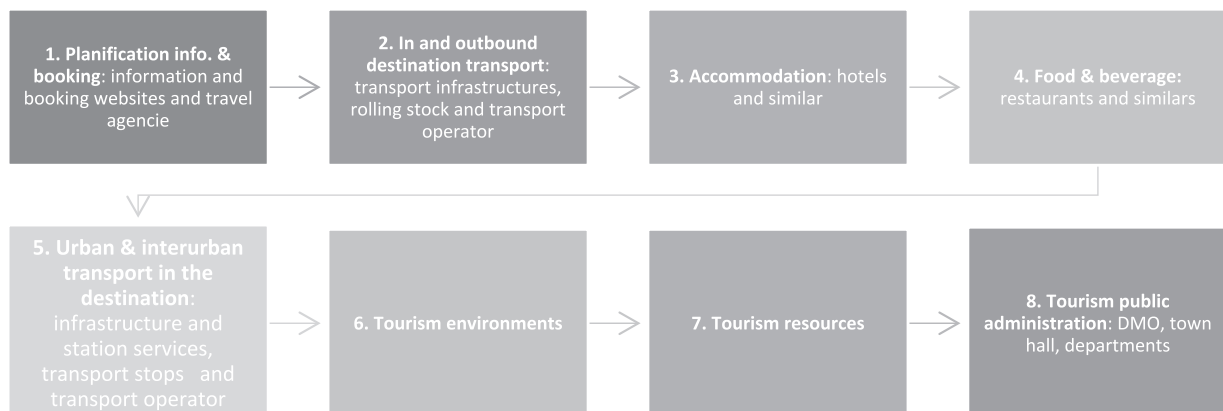 1. Planification info. &
booking: information and
booking websites and travel
agencie
2. In and outbound
destination transport:
transport infrastructures,
rolling stock and transport
operator
3. Accommodation: hotels
and similar
4. Food & beverage:
restaurants and similars
5. Urban & interurban
transport in the
destination:
infrastructure and
station services,
transport stops and
transport operator
6. Tourism environments
7. Tourism resources
8. Tourism public
administration: DMO, town
hall, departments